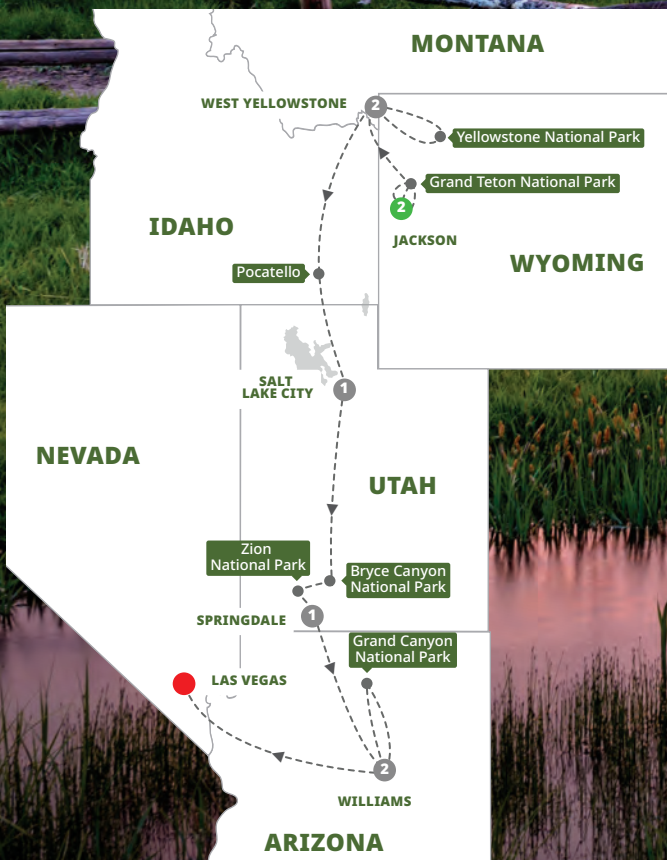 MONTANA
WEST YELLOWSTONE
2
Yellowstone National Park
Grand Teton National Park
2
JACKSON
IDAHO
WYOMING
Pocatello
SALT
LAKE CITY
1
NEVADA
UTAH
Zion
National Park
Bryce Canyon
National Park
SPRINGDALE
1
Grand Canyon
National Park
LAS VEGAS
2
WILLIAMS
ARIZONA